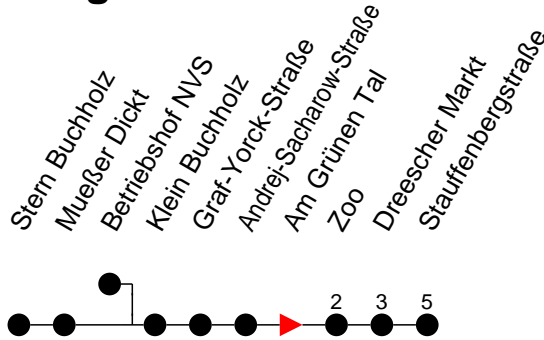 Stern Buchholz
Mueßer Dickt
Betriebshof NVS
Klein Buchholz
Graf-Yorck-Straße
Andrej-Sacharow-Straße
Am Grünen Tal
Zoo
Dreescher Markt
Stauffenbergstraße
2 3 5